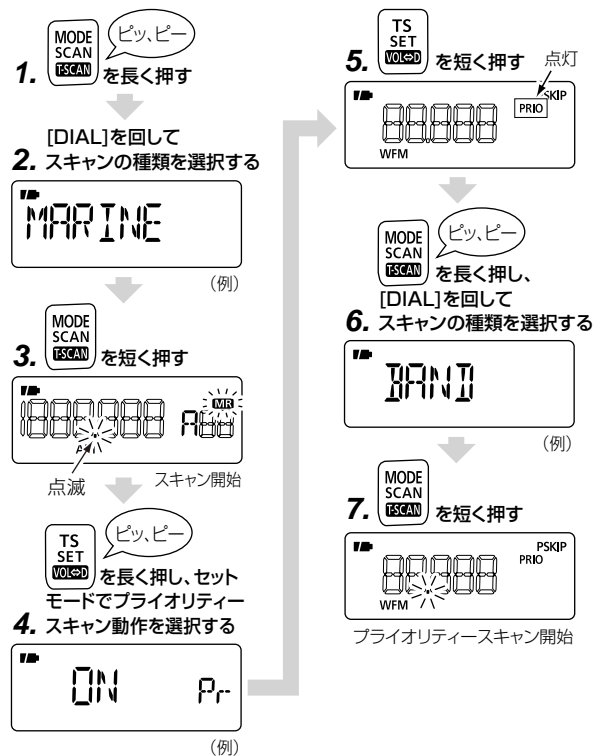 MODE
SCAN
T-SCAN
ピッ、ピー
1. を長く押す
[DIAL]を回して
2. スキャンの種類を選択する
MARINE
（例）
MODE
SCAN
T-SCAN
3. を短く押す
MR
点滅
スキャン開始
TS
SET
VOL⇔D
ピッ、ピー
を長く押し、セット
モードでプライオリティー
4. スキャン動作を選択する
ON Pr
（例）
TS
SET
VOL⇔D
5. を短く押す
点灯
PSKIP
PRIO
WFM
MODE
SCAN
T-SCAN
ピッ、ピー
を長く押し、
[DIAL]を回して
6. スキャンの種類を選択する
BAND
（例）
MODE
SCAN
T-SCAN
7. を短く押す
PSKIP
PRIO
WFM
プライオリティースキャン開始